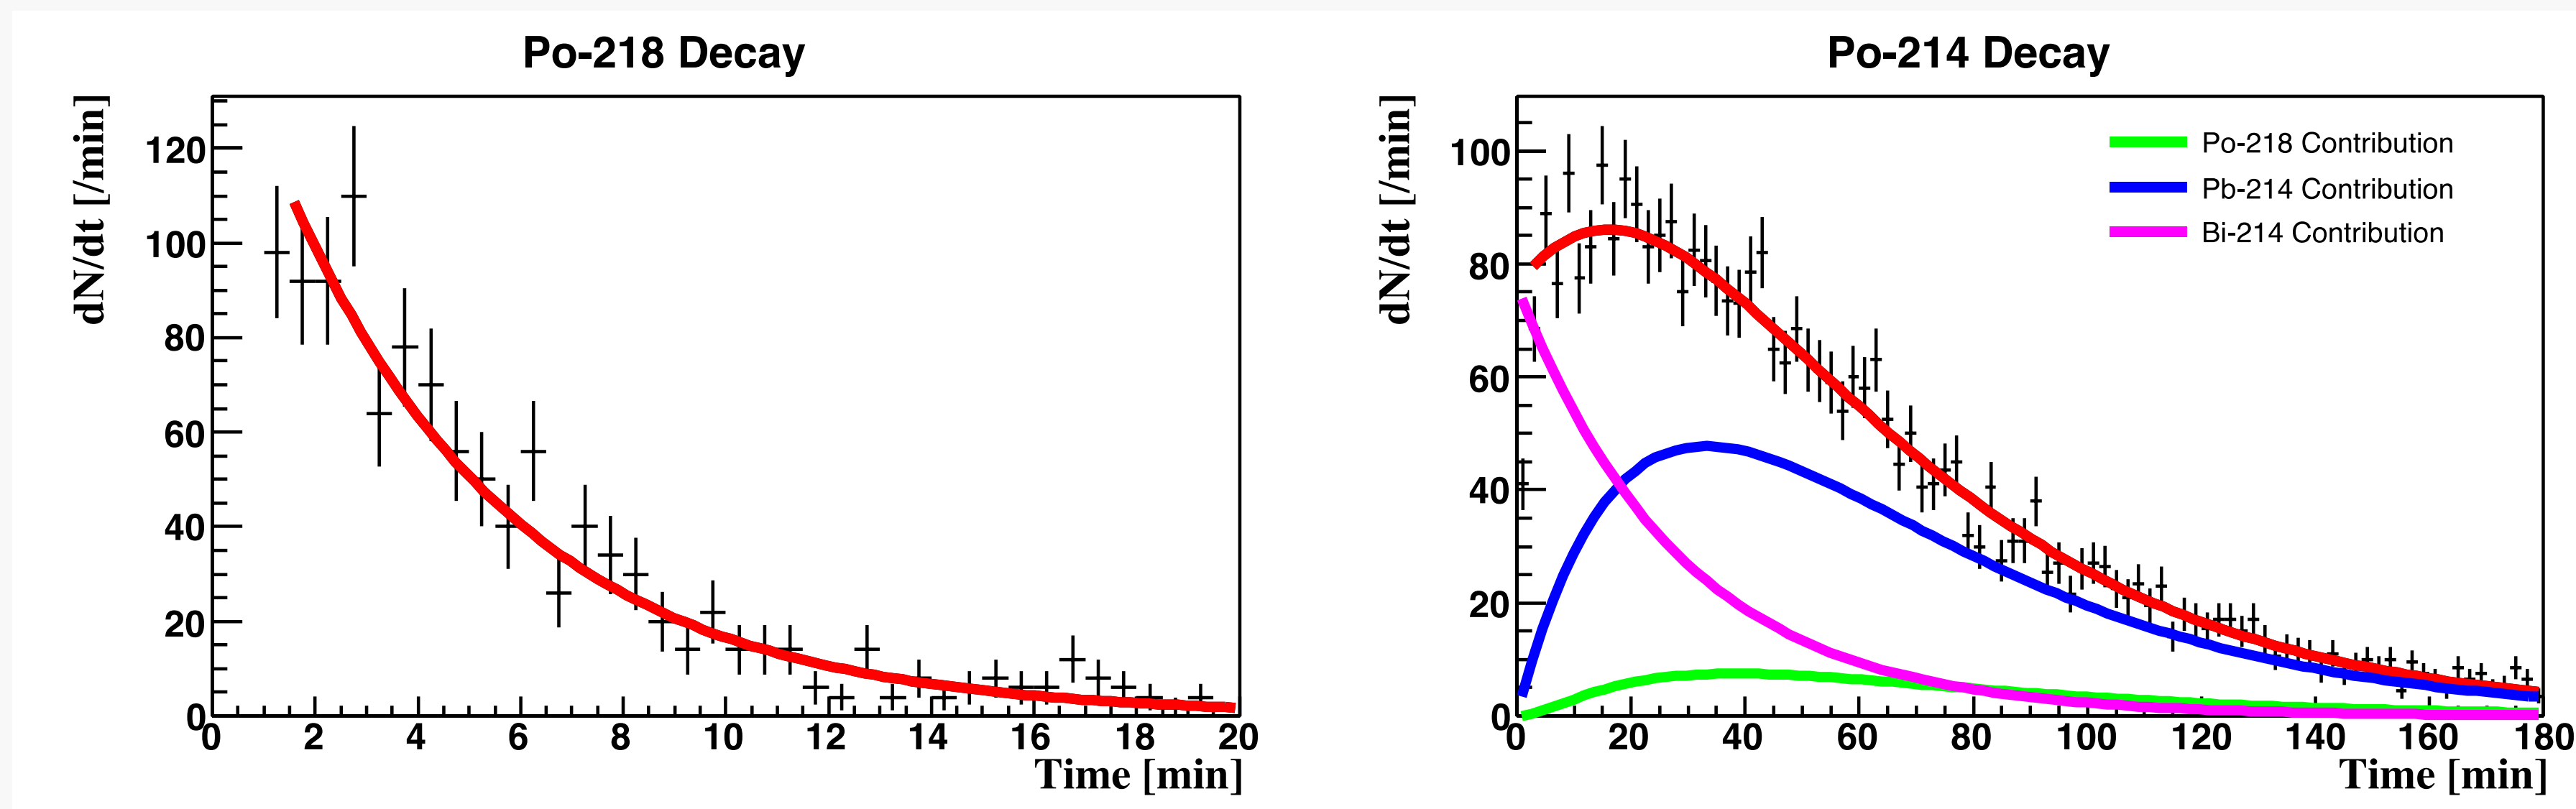 Po-218 Decay
dN/dt [/min]
120
100
80
60
40
20
0
0 2 4 6 8 10 12 14 16 18 20
Time [min]
Po-214 Decay
dN/dt [/min]
100
80
60
40
20
0
Po-218 Contribution
Pb-214 Contribution
Bi-214 Contribution
0 20 40 60 80 100 120 140 160 180
Time [min]